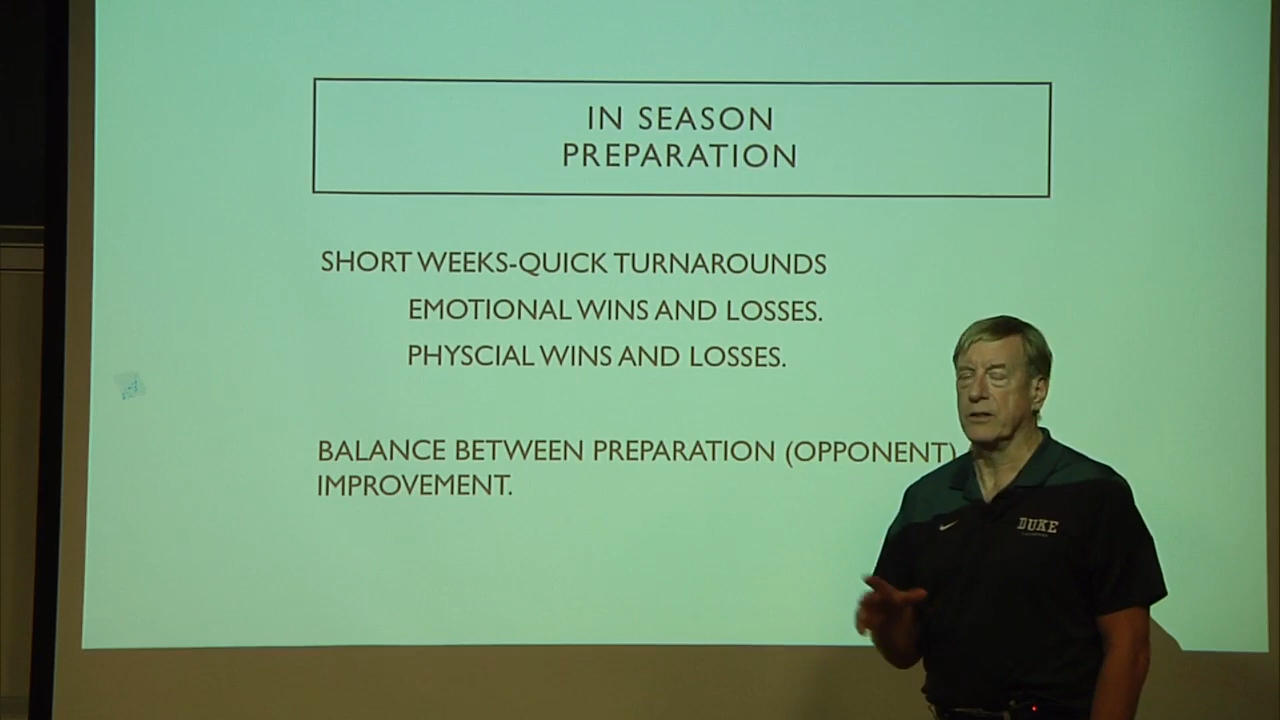 IN SEASON
PREPARATION
SHORT WEEKS-QUICK TURNAROUNDS
EMOTIONAL WINS AND LOSSES.
PHYSCIAL WINS AND LOSSES.
BALANCE BETWEEN PREPARATION (OPPONENT)
IMPROVEMENT.
DUKE